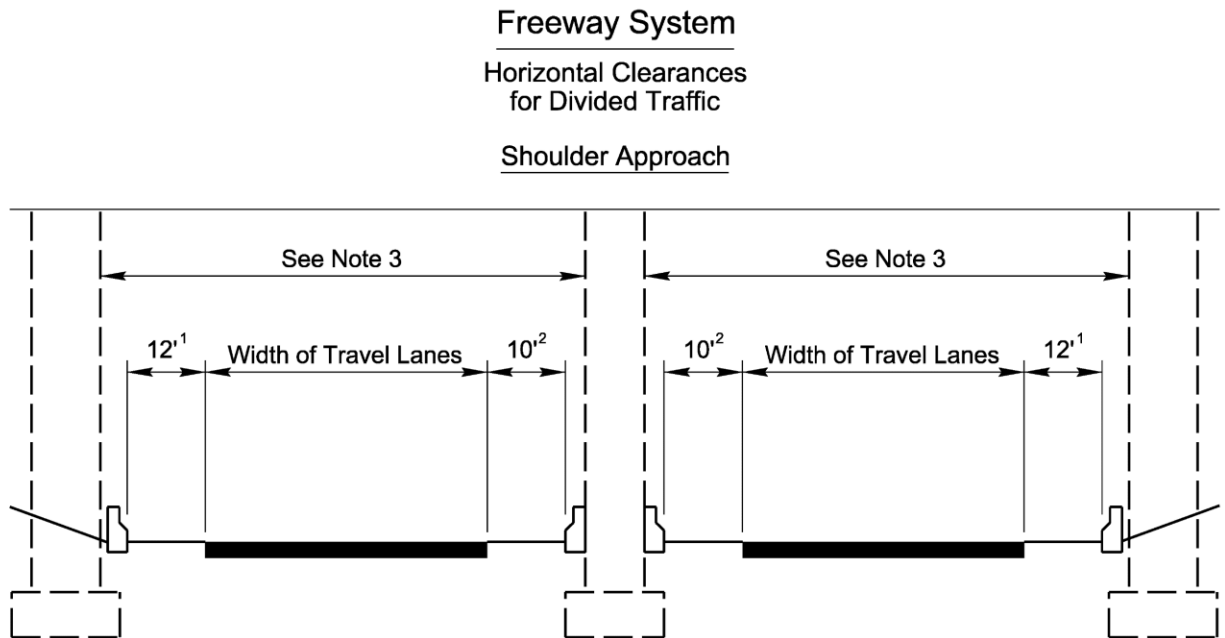 Freeway System
Horizontal Clearances
for Divided Traffic
Shoulder Approach
See Note 3
See Note 3
12'¹
Width of Travel Lanes
10'²
10'²
Width of Travel Lanes
12'¹